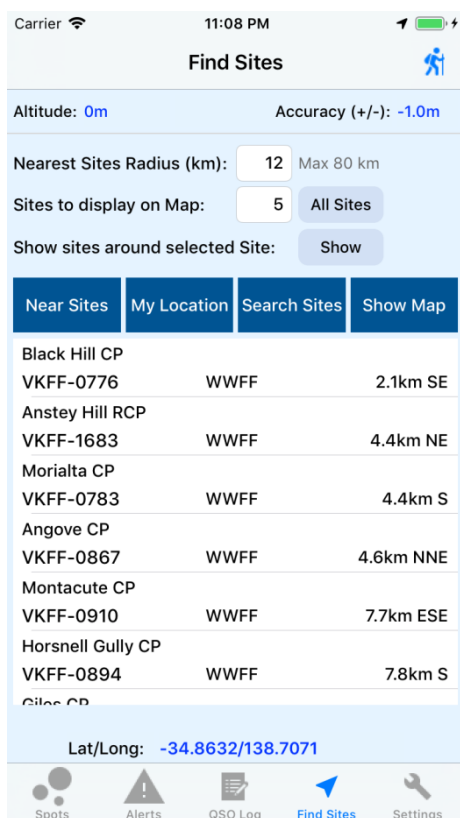 Carrier 11:08 PM
Find Sites
Altitude: 0m Accuracy (+/-): -1.0m
Nearest Sites Radius (km): 12 Max 80 km
Sites to display on Map: 5 All Sites
Show sites around selected Site: Show
Near Sites My Location Search Sites Show Map
Black Hill CP
VKFF-0776 WWFF 2.1km SE
Anstey Hill RCP
VKFF-1683 WWFF 4.4km NE
Morialta CP
VKFF-0783 WWFF 4.4km S
Angove CP
VKFF-0867 WWFF 4.6km NNE
Montacute CP
VKFF-0910 WWFF 7.7km ESE
Horsnell Gully CP
VKFF-0894 WWFF 7.8km S
Giles CP
Lat/Long: -34.8632/138.7071
Spots Alerts QSO Log Find Sites Settings